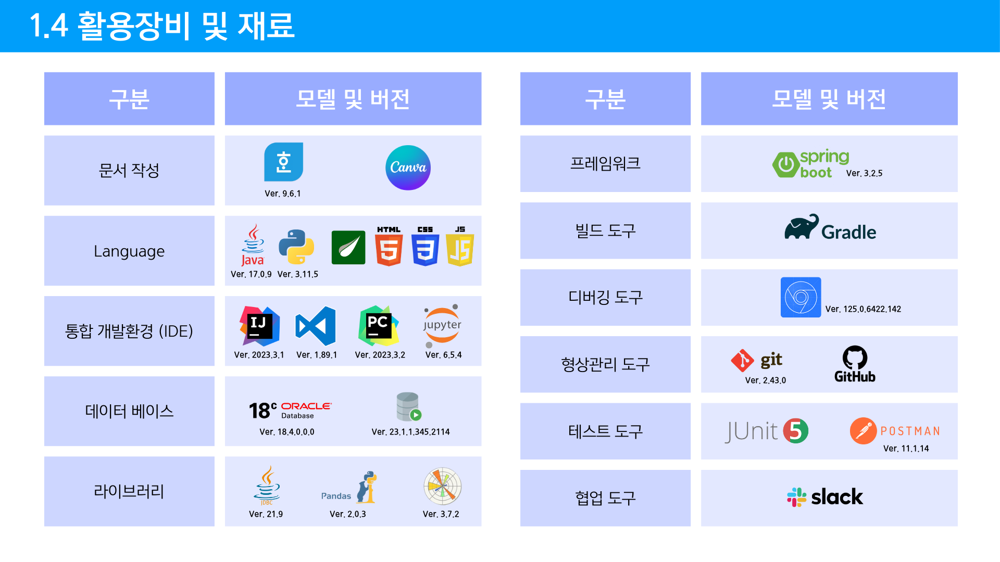 1.4 활용장비 및 재료
구분
모델 및 버전
문서 작성
호
Canva
Ver. 9.6.1
Language
Java
HTML
5
CSS
3
JS
JS
Ver. 17.0.9
Ver. 3.11.5
통합 개발환경 (IDE)
IJ
PC
jupyter
Ver. 2023.3.1
Ver. 1.89.1
Ver. 2023.3.2
Ver. 6.5.4
데이터 베이스
18c ORACLE
Database
Ver. 18.4.0.0.0
Ver. 23.1.1.345.2114
라이브러리
JDBC
Pandas
Ver. 21.9
Ver. 2.0.3
Ver. 3.7.2
구분
모델 및 버전
프레임워크
spring
boot
Ver. 3.2.5
빌드 도구
Gradle
디버깅 도구
Ver. 125.0.6422.142
형상관리 도구
git
Ver. 2.43.0
GitHub
테스트 도구
JUnit 5
POSTMAN
Ver. 11.1.14
협업 도구
slack